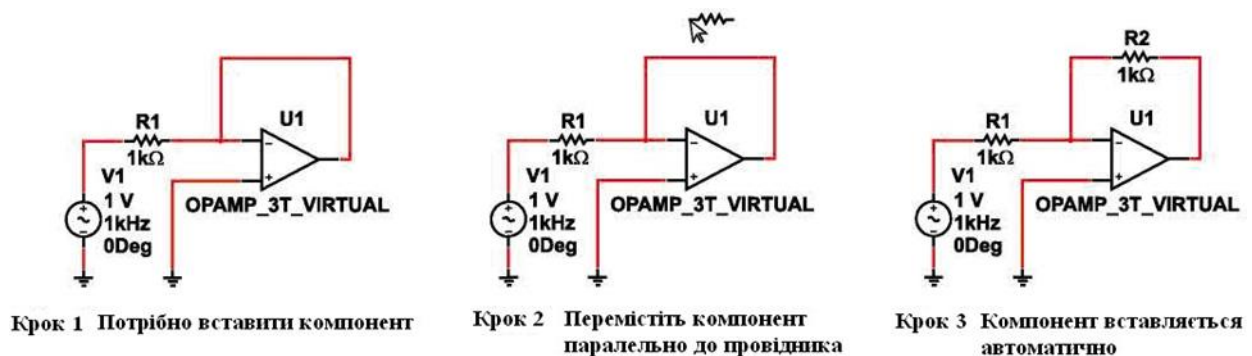 R1
1kΩ
U1
V1
1 V
1kHz
0Deg
OPAMP_3T_VIRTUAL
Крок 1 Потрібно вставити компонент
R1
1kΩ
U1
V1
1 V
1kHz
0Deg
OPAMP_3T_VIRTUAL
Крок 2 Перемістіть компонент
паралельно до провідника
R2
1kΩ
R1
1kΩ
U1
V1
1 V
1kHz
0Deg
OPAMP_3T_VIRTUAL
Крок 3 Компонент вставляється
автоматично